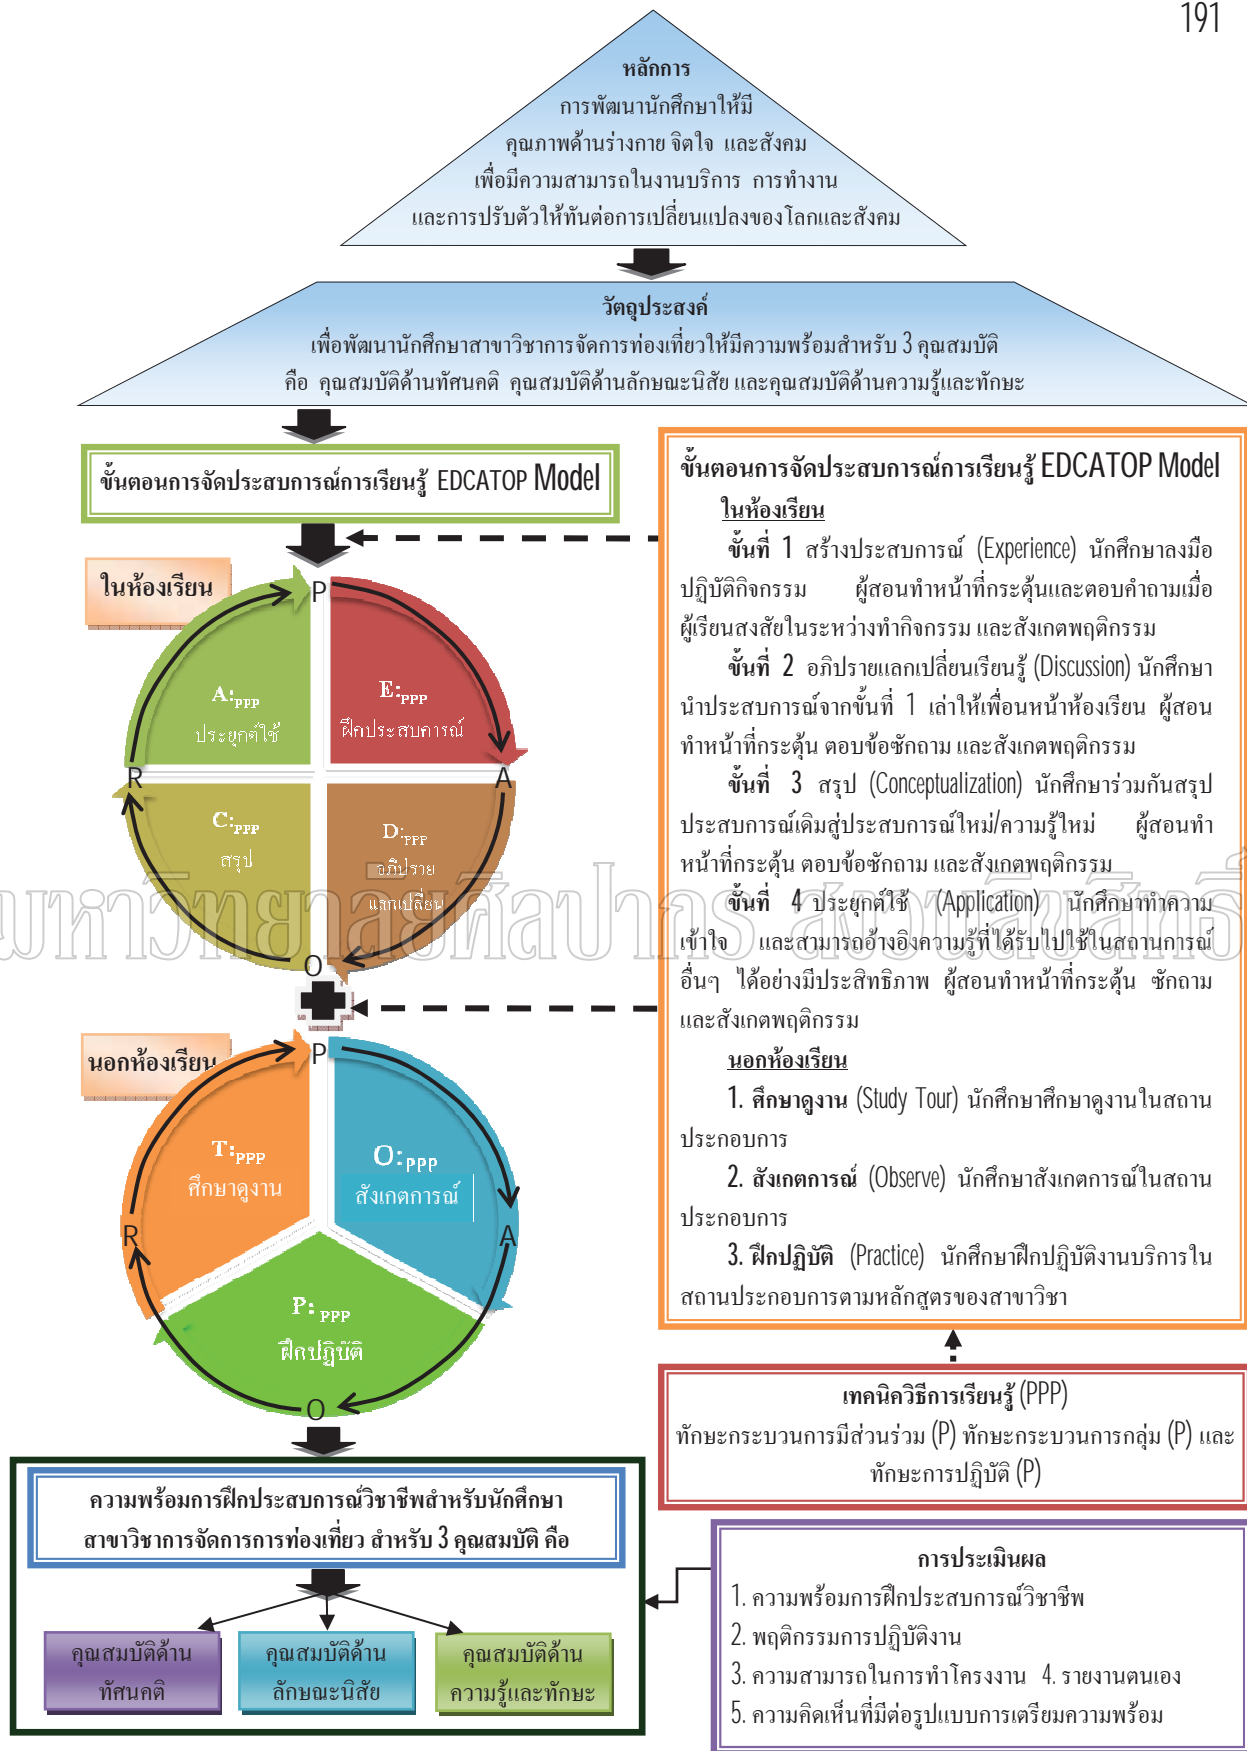 191
หลักการ
การพัฒนานักศึกษาให้มี
คุณภาพด้านร่างกาย จิตใจ และสังคม
เพื่อมีความสามารถในงานบริการ การทำงาน
และการปรับตัวให้ทันต่อการเปลี่ยนแปลงของโลกและสังคม
วัตถุประสงค์
เพื่อพัฒนานักศึกษาสาขาวิชาการจัดการท่องเที่ยวให้มีความพร้อมสำหรับ 3 คุณสมบัติ
คือ คุณสมบัติด้านทัศนคติ คุณสมบัติด้านลักษณะนิสัย และคุณสมบัติด้านความรู้และทักษะ
ขั้นตอนการจัดประสบการณ์การเรียนรู้ EDCATOP Model
ในห้องเรียน
P
A:PPP
ประยุกต์ใช้
E:PPP
ฝึกประสบการณ์
R
A
C:PPP
สรุป
D:PPP
อภิปราย
แลกเปลี่ยน
O
นอกห้องเรียน
P
T:PPP
ศึกษาดูงาน
O:PPP
สังเกตการณ์
R
A
P:PPP
ฝึกปฏิบัติ
O
ขั้นตอนการจัดประสบการณ์การเรียนรู้ EDCATOP Model
ในห้องเรียน
ขั้นที่ 1 สร้างประสบการณ์ (Experience) นักศึกษาลงมือ
ปฏิบัติกิจกรรม ผู้สอนทำหน้าที่กระตุ้นและตอบคำถามเมื่อ
ผู้เรียนสงสัยในระหว่างทำกิจกรรม และสังเกตพฤติกรรม
ขั้นที่ 2 อภิปรายแลกเปลี่ยนเรียนรู้ (Discussion) นักศึกษา
นำประสบการณ์จากขั้นที่ 1 เล่าให้เพื่อนหน้าห้องเรียน ผู้สอน
ทำหน้าที่กระตุ้น ตอบข้อซักถาม และสังเกตพฤติกรรม
ขั้นที่ 3 สรุป (Conceptualization) นักศึกษาร่วมกันสรุป
ประสบการณ์เดิมสู่ประสบการณ์ใหม่/ความรู้ใหม่ ผู้สอนทำ
หน้าที่กระตุ้น ตอบข้อซักถาม และสังเกตพฤติกรรม
ขั้นที่ 4 ประยุกต์ใช้ (Application) นักศึกษาทำความ
เข้าใจ และสามารถอ้างอิงความรู้ที่ได้รับไปใช้ในสถานการณ์
อื่นๆ ได้อย่างมีประสิทธิภาพ ผู้สอนทำหน้าที่กระตุ้น ซักถาม
และสังเกตพฤติกรรม
นอกห้องเรียน
1. ศึกษาดูงาน (Study Tour) นักศึกษาศึกษาดูงานในสถาน
ประกอบการ
2. สังเกตการณ์ (Observe) นักศึกษาสังเกตการณ์ในสถาน
ประกอบการ
3. ฝึกปฏิบัติ (Practice) นักศึกษาฝึกปฏิบัติงานบริการใน
สถานประกอบการตามหลักสูตรของสาขาวิชา
เทคนิควิธีการเรียนรู้ (PPP)
ทักษะกระบวนการมีส่วนร่วม (P) ทักษะกระบวนการกลุ่ม (P) และ
ทักษะการปฏิบัติ (P)
ความพร้อมการฝึกประสบการณ์วิชาชีพสำหรับนักศึกษา
สาขาวิชาการจัดการการท่องเที่ยว สำหรับ 3 คุณสมบัติ คือ
คุณสมบัติด้าน
ทัศนคติ
คุณสมบัติด้าน
ลักษณะนิสัย
คุณสมบัติด้าน
ความรู้และทักษะ
การประเมินผล
1. ความพร้อมการฝึกประสบการณ์วิชาชีพ
2. พฤติกรรมการปฏิบัติงาน
3. ความสามารถในการทำโครงงาน 4. รายงานตนเอง
5. ความคิดเห็นที่มีต่อรูปแบบการเตรียมความพร้อม
มหาวิทยาลัยศิลปากร สงวนลิขสิทธิ์